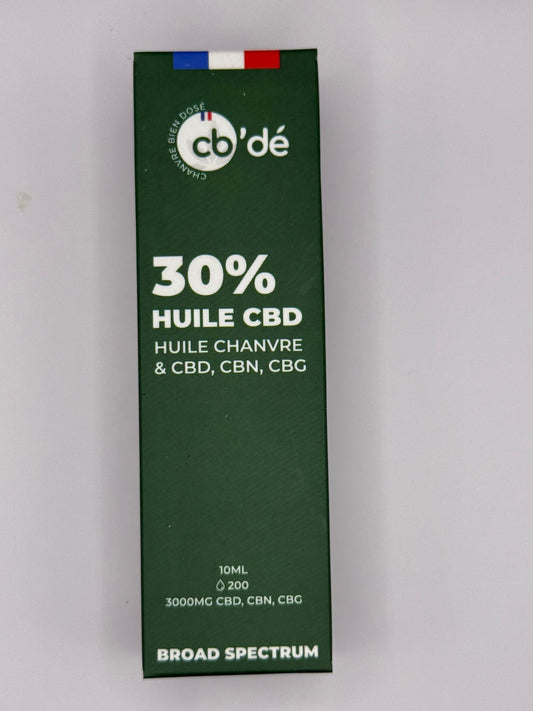 CHANVRE BIEN DOSÉ
cb'dé
30%
HUILE CBD
HUILE CHANVRE
& CBD, CBN, CBG
10ML
200
3000MG CBD, CBN, CBG
BROAD SPECTRUM